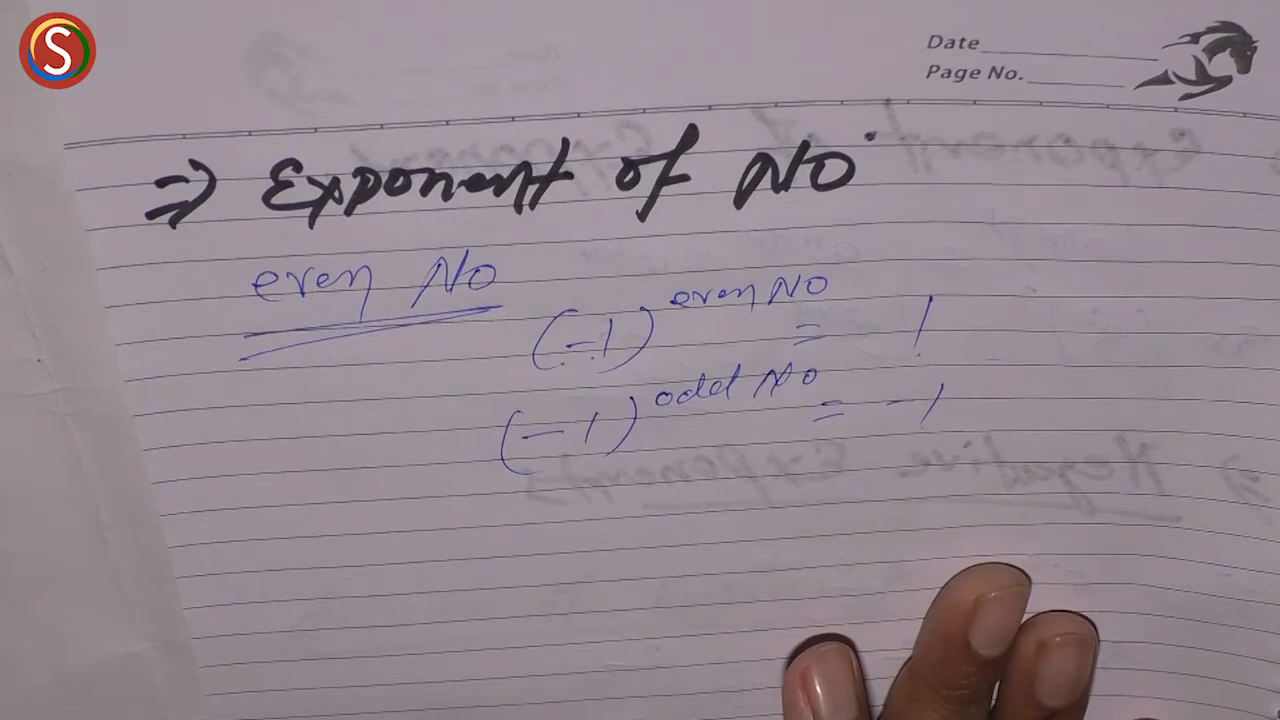 S
Date
Page No.
⇒ Exponent of No.
even No
(-1)^even No = 1
(-1)^odd No = -1